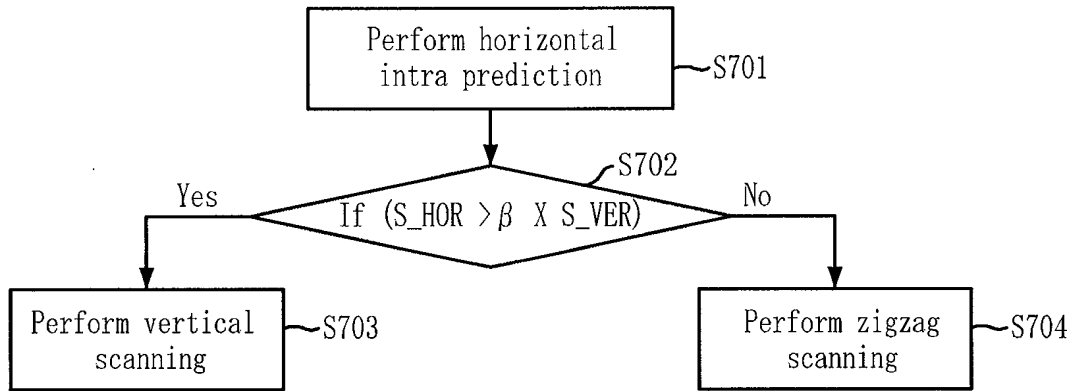 Perform horizontal
intra prediction
S701
S702
Yes
If (S_HOR > β X S_VER)
No
Perform vertical
scanning
S703
Perform zigzag
scanning
S704